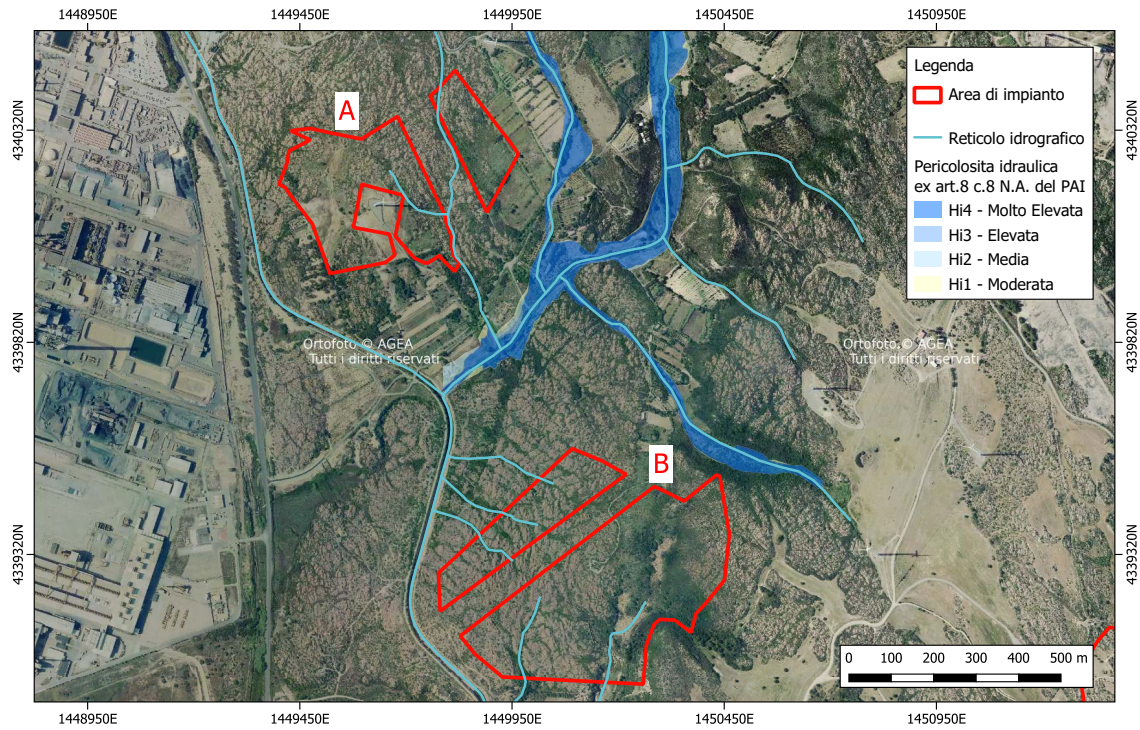 1448950E 1449450E 1449950E 1450450E 1450950E
4340320N
4339820N
4339320N
A
B
Legenda
Area di impianto
Reticolo idrografico
Pericolosita idraulica
ex art.8 c.8 N.A. del PAI
Hi4 - Molto Elevata
Hi3 - Elevata
Hi2 - Media
Hi1 - Moderata
4340320N
4339820N
4339320N
Ortofoto © AGEA
Tutti i diritti riservati
Ortofoto © AGEA
Tutti i diritti riservati
0 100 200 300 400 500 m
1448950E 1449450E 1449950E 1450450E 1450950E